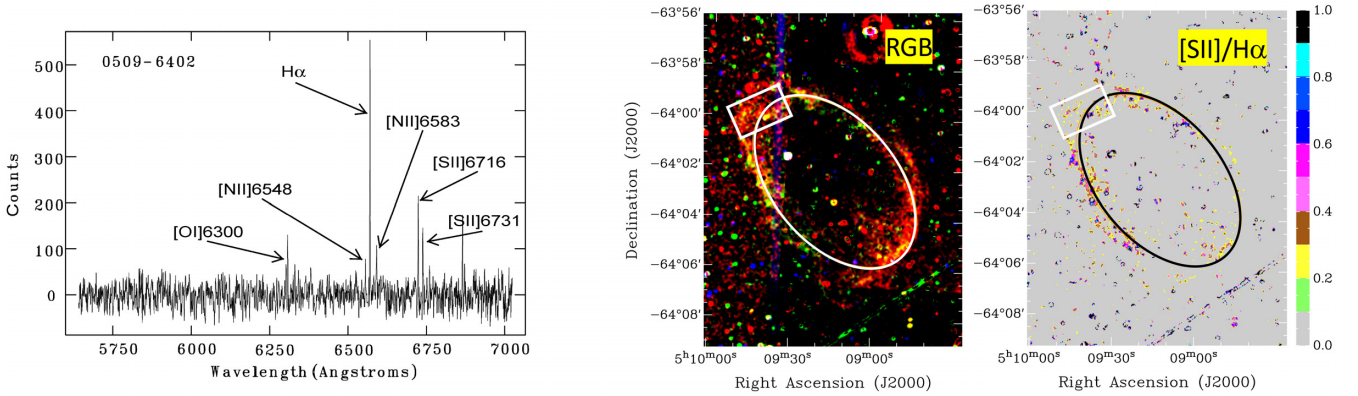 0509-6402
Hα
[NII]6583
[SII]6716
[NII]6548
[SII]6731
[OI]6300
500
400
300
200
100
0
Counts
5750 6000 6250 6500 6750 7000
Wavelength(Angstroms)
RGB
−63°56′
−63°58′
−64°00′
−64°02′
−64°04′
−64°06′
−64°08′
Declination (J2000)
5ʰ10ᵐ00ˢ 09ᵐ30ˢ 09ᵐ00ˢ
Right Ascension (J2000)
[SII]/Hα
−63°56′
−63°58′
−64°00′
−64°02′
−64°04′
−64°06′
−64°08′
5ʰ10ᵐ00ˢ 09ᵐ30ˢ 09ᵐ00ˢ
Right Ascension (J2000)
1.0
0.8
0.6
0.4
0.2
0.0